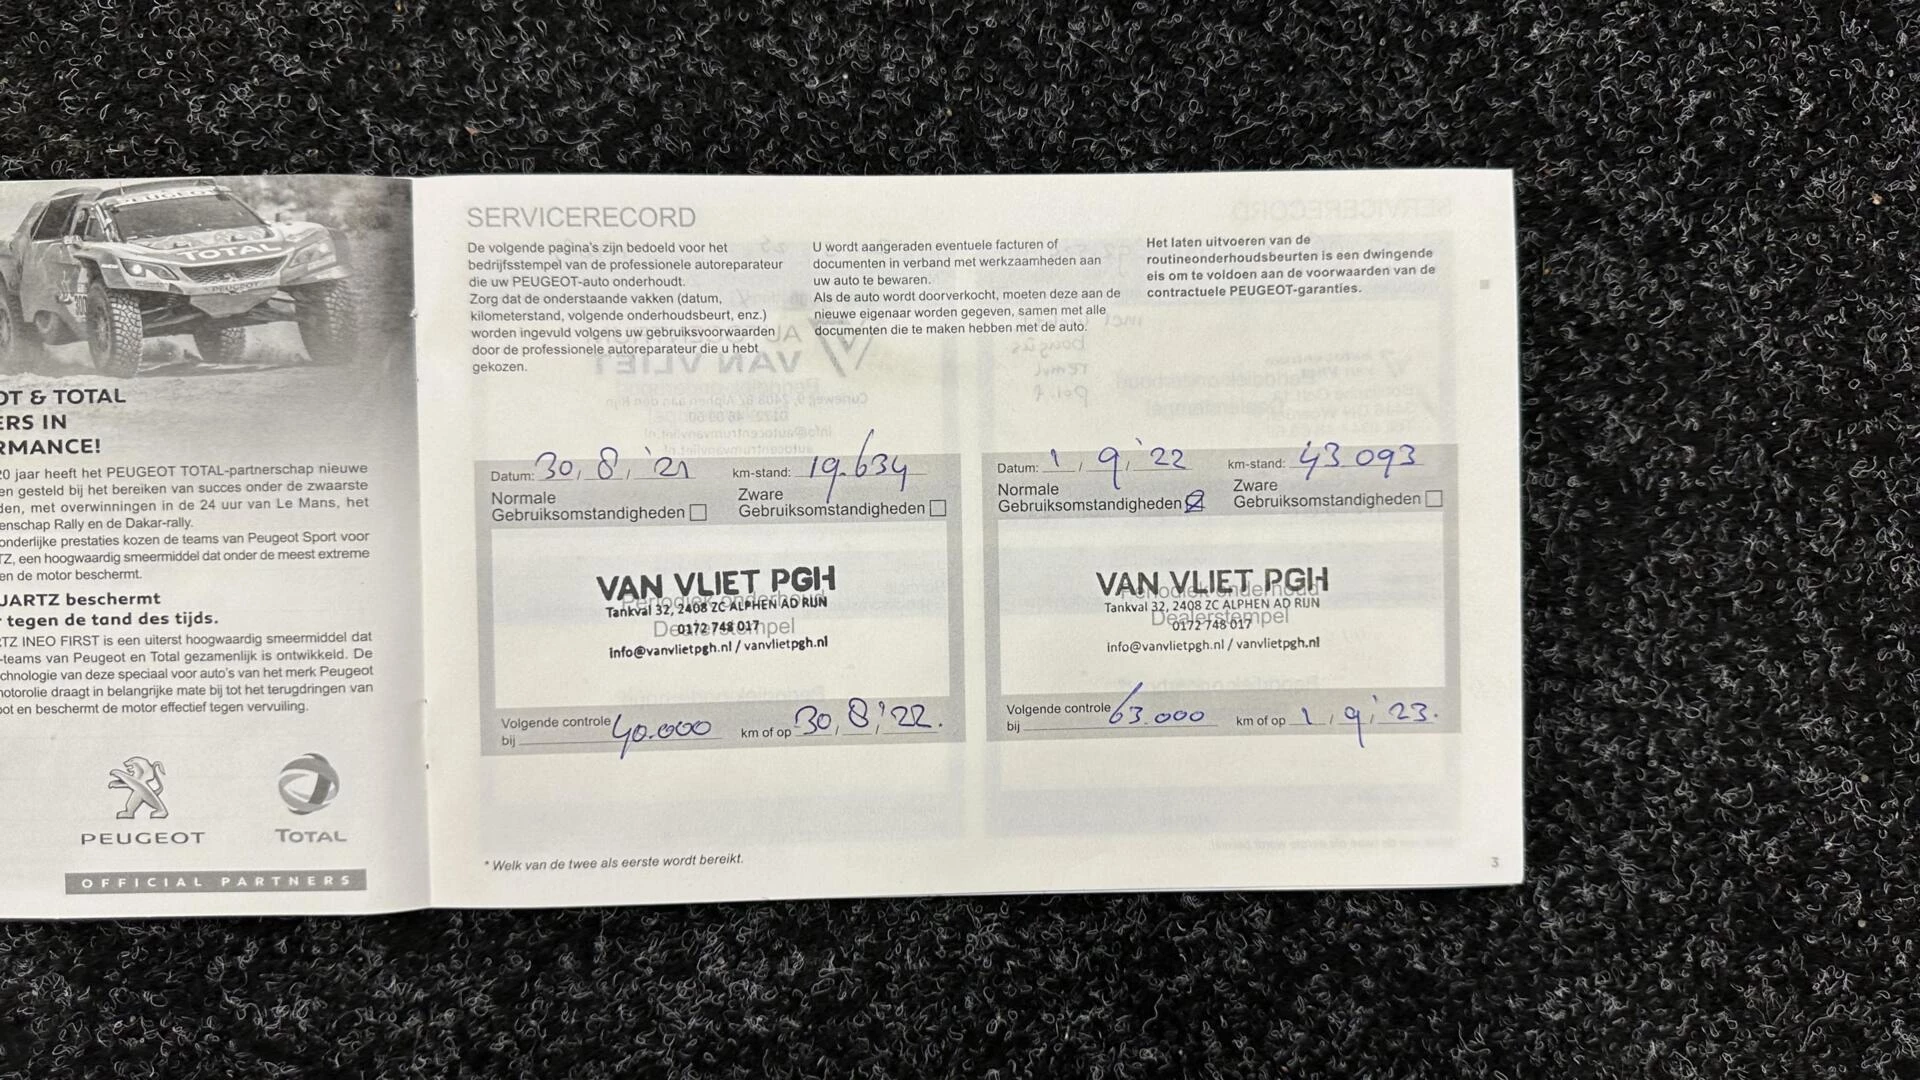 PEUGEOT
TOTAL
PEUGEOT
& TOTAL
ERS IN
RMANCE!
20 jaar heeft het PEUGEOT TOTAL-partnerschap nieuwe
en gesteld bij het bereiken van succes onder de zwaarste
den, met overwinningen in de 24 uur van Le Mans, het
enschap Rally en de Dakar-rally.
onderlijke prestaties kozen de teams van Peugeot Sport voor
TZ, een hoogwaardig smeermiddel dat onder de meest extreme
en de motor beschermt.
UARTZ beschermt
tegen de tand des tijds.
TZ INEO FIRST is een uiterst hoogwaardig smeermiddel dat
-teams van Peugeot en Total gezamenlijk is ontwikkeld. De
chnologie van deze speciaal voor auto's van het merk Peugeot
motorolie draagt in belangrijke mate bij tot het terugdringen van
oot en beschermt de motor effectief tegen vervuiling.
PEUGEOT
TOTAL
OFFICIAL PARTNERS
SERVICERECORD
De volgende pagina's zijn bedoeld voor het
bedrijfsstempel van de professionele autoreparateur
die uw PEUGEOT-auto onderhoudt.
Zorg dat de onderstaande vakken (datum,
kilometerstand, volgende onderhoudsbeurt, enz.)
worden ingevuld volgens uw gebruiksvoorwaarden
door de professionele autoreparateur die u hebt
gekozen.
U wordt aangeraden eventuele facturen of
documenten in verband met werkzaamheden aan
uw auto te bewaren.
Als de auto wordt doorverkocht, moeten deze aan de
nieuwe eigenaar worden gegeven, samen met alle
documenten die te maken hebben met de auto.
Het laten uitvoeren van de
routineonderhoudsbeurten is een dwingende
eis om te voldoen aan de voorwaarden van de
contractuele PEUGEOT-garanties.
Datum: 30, 8, '21 km-stand: 19.634
Normale Zware
Gebruiksomstandigheden Gebruiksomstandigheden
VAN VLIET PGH
Periodiek onderhoud
Tankval 32, 2408 ZC ALPHEN AD RIJN
Dealerstempel
0172 748 017
info@vanvlietpgh.nl / vanvlietpgh.nl
Volgende controle
bij 40.000 km of op 30, 8, '22.
Datum: 1, 9, '22 km-stand: 43.093
Normale Zware
Gebruiksomstandigheden Gebruiksomstandigheden
VAN VLIET PGH
Periodiek onderhoud
Tankval 32, 2408 ZC ALPHEN AD RIJN
Dealerstempel
0172 748 017
info@vanvlietpgh.nl / vanvlietpgh.nl
Volgende controle
bij 63.000 km of op 1, 9, '23.
* Welk van de twee als eerste wordt bereikt.
3